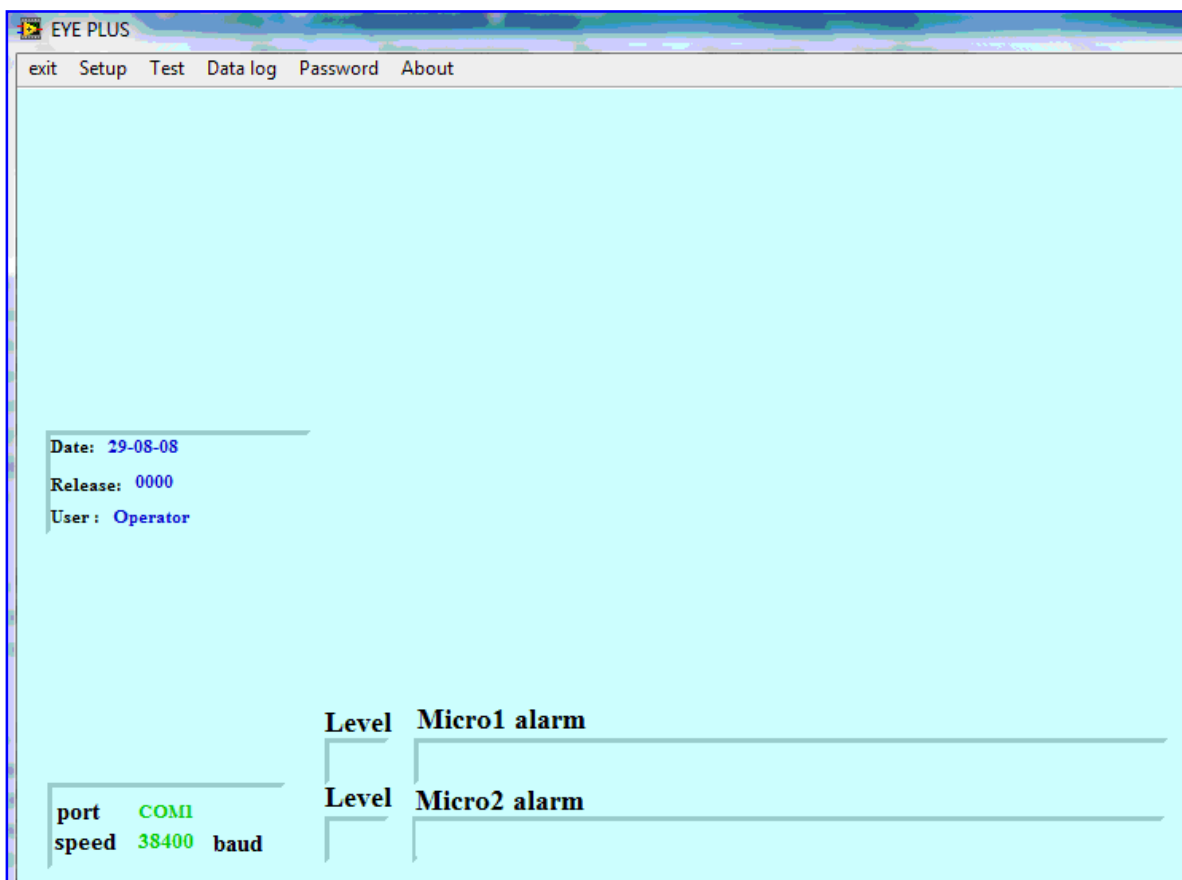 EYE PLUS
exit Setup Test Data log Password About
Date: 29-08-08
Release: 0000
User : Operator
Level Micro1 alarm
Level Micro2 alarm
port COM1
speed 38400 baud